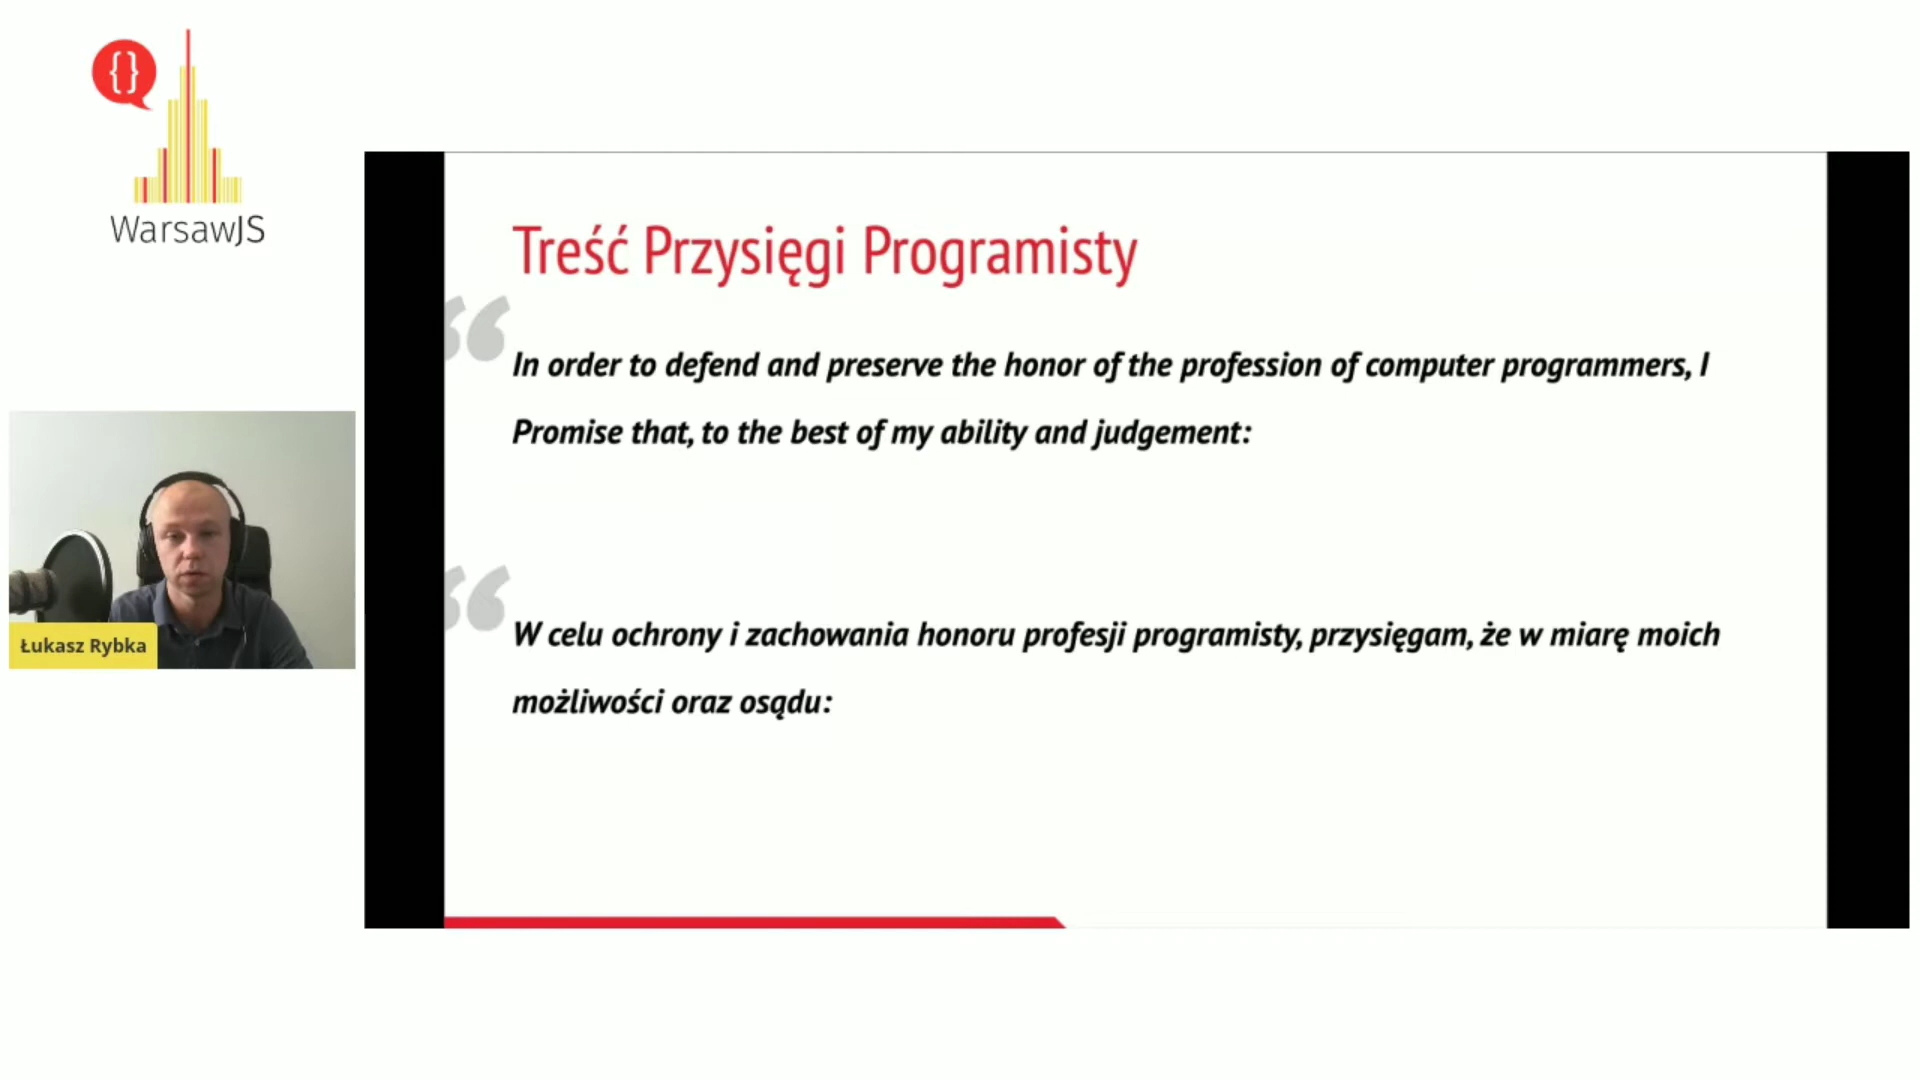 {}
WarsawJS
Treść Przysięgi Programisty
“
In order to defend and preserve the honor of the profession of computer programmers, I
Promise that, to the best of my ability and judgement:
“
W celu ochrony i zachowania honoru profesji programisty, przysięgam, że w miarę moich
możliwości oraz osądu:
Łukasz Rybka